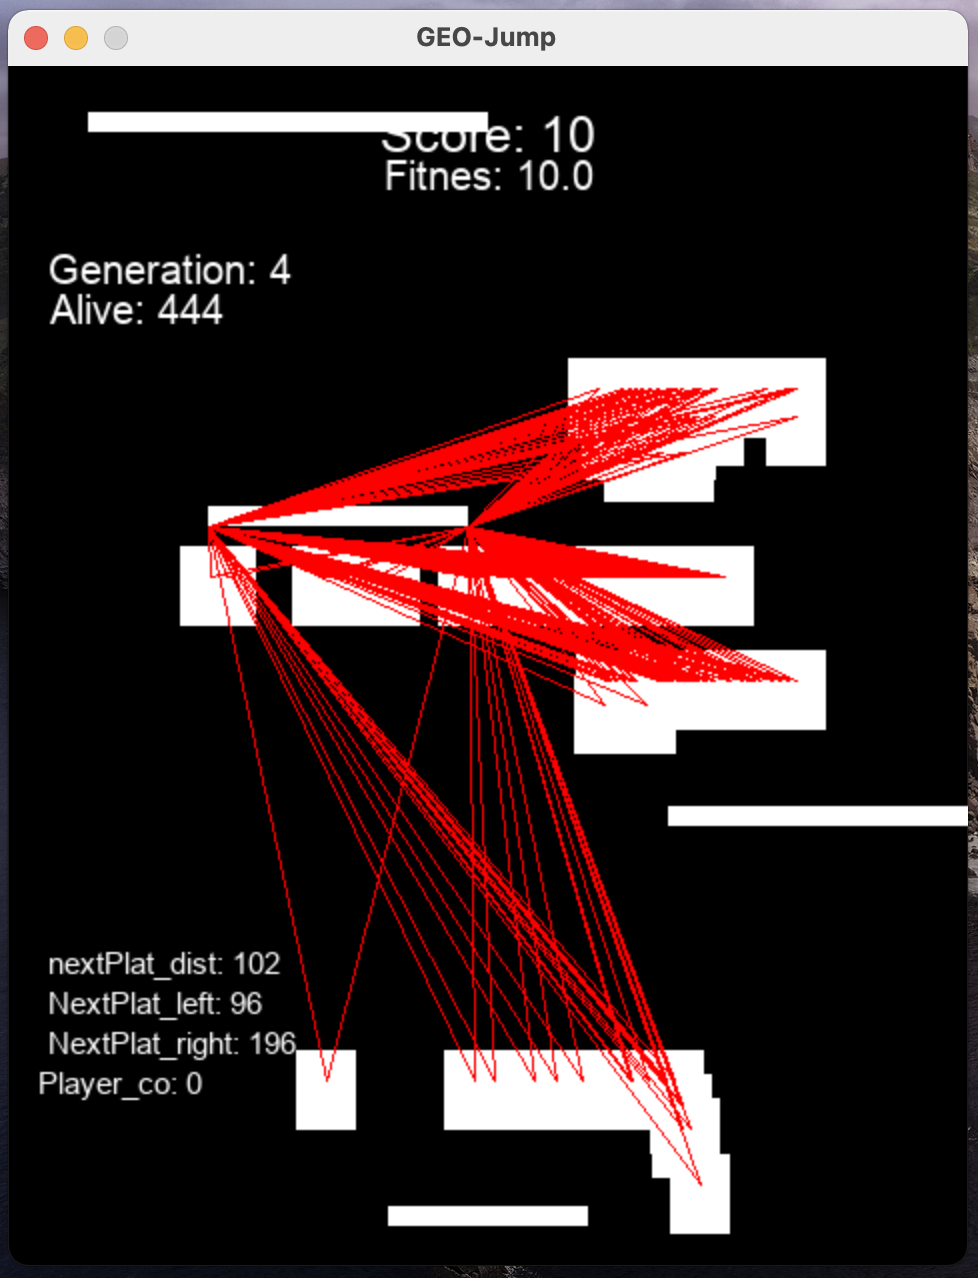 GEO-Jump
Score: 10
Fitnes: 10.0
Generation: 4
Alive: 444
nextPlat_dist: 102
NextPlat_left: 96
NextPlat_right: 196
Player_co: 0